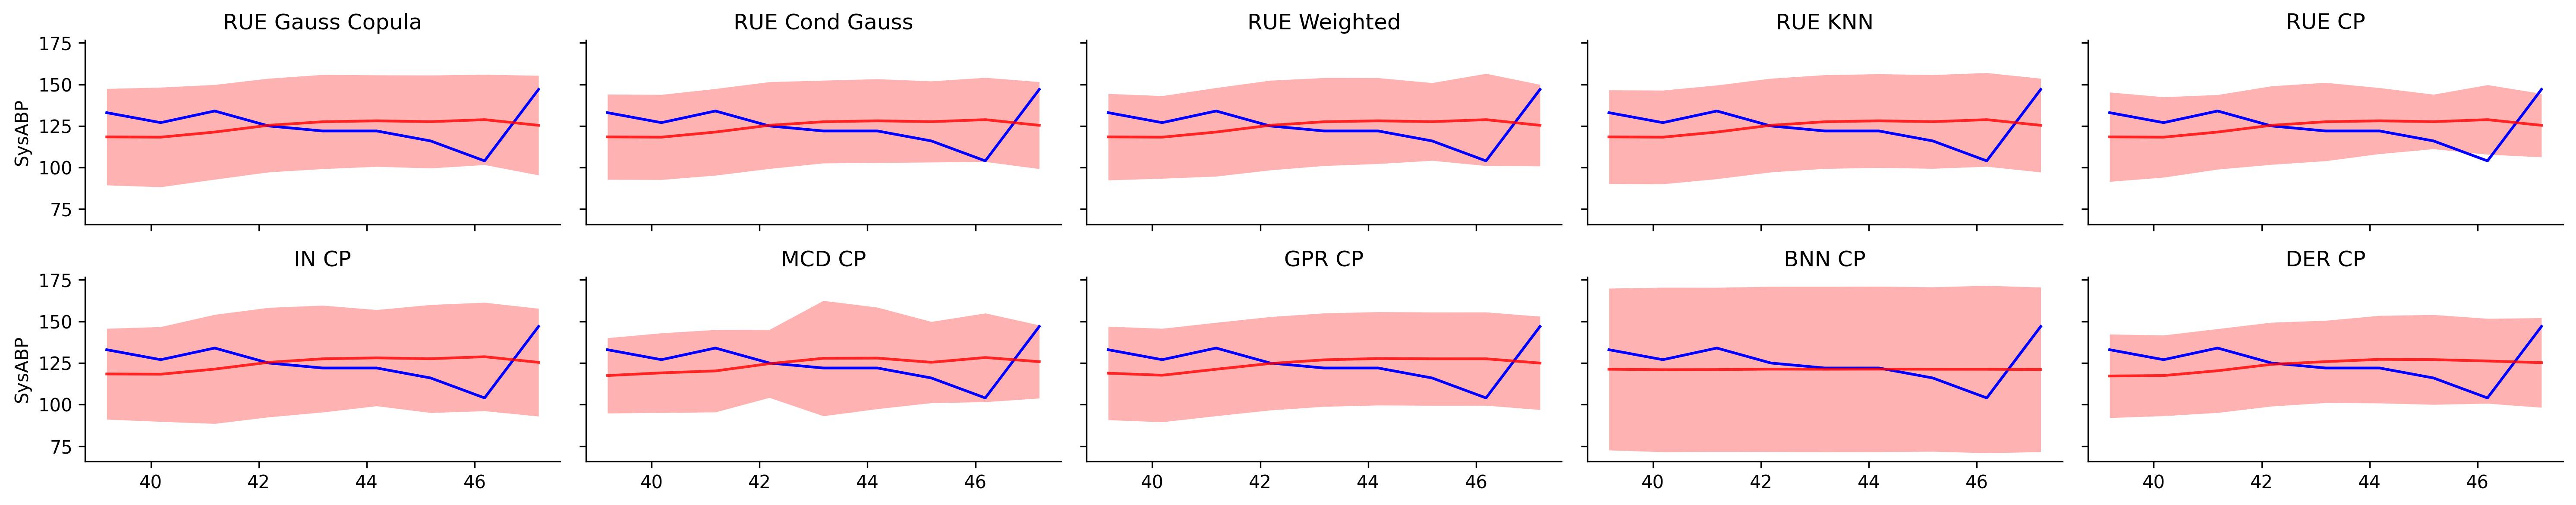 RUE Gauss Copula
RUE Cond Gauss
RUE Weighted
RUE KNN
RUE CP
175
150
125
100
75
SysABP
IN CP
MCD CP
GPR CP
BNN CP
DER CP
175
150
125
100
75
SysABP
40 42 44 46
40 42 44 46
40 42 44 46
40 42 44 46
40 42 44 46